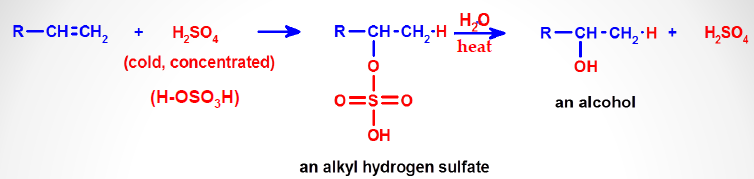 R—CH=CH₂ + H₂SO₄ R—CH-CH₂-H H₂O heat R—CH-CH₂·H + H₂SO₄
(cold, concentrated) O OH
(H-OSO₃H) O=S=O an alcohol
OH
an alkyl hydrogen sulfate